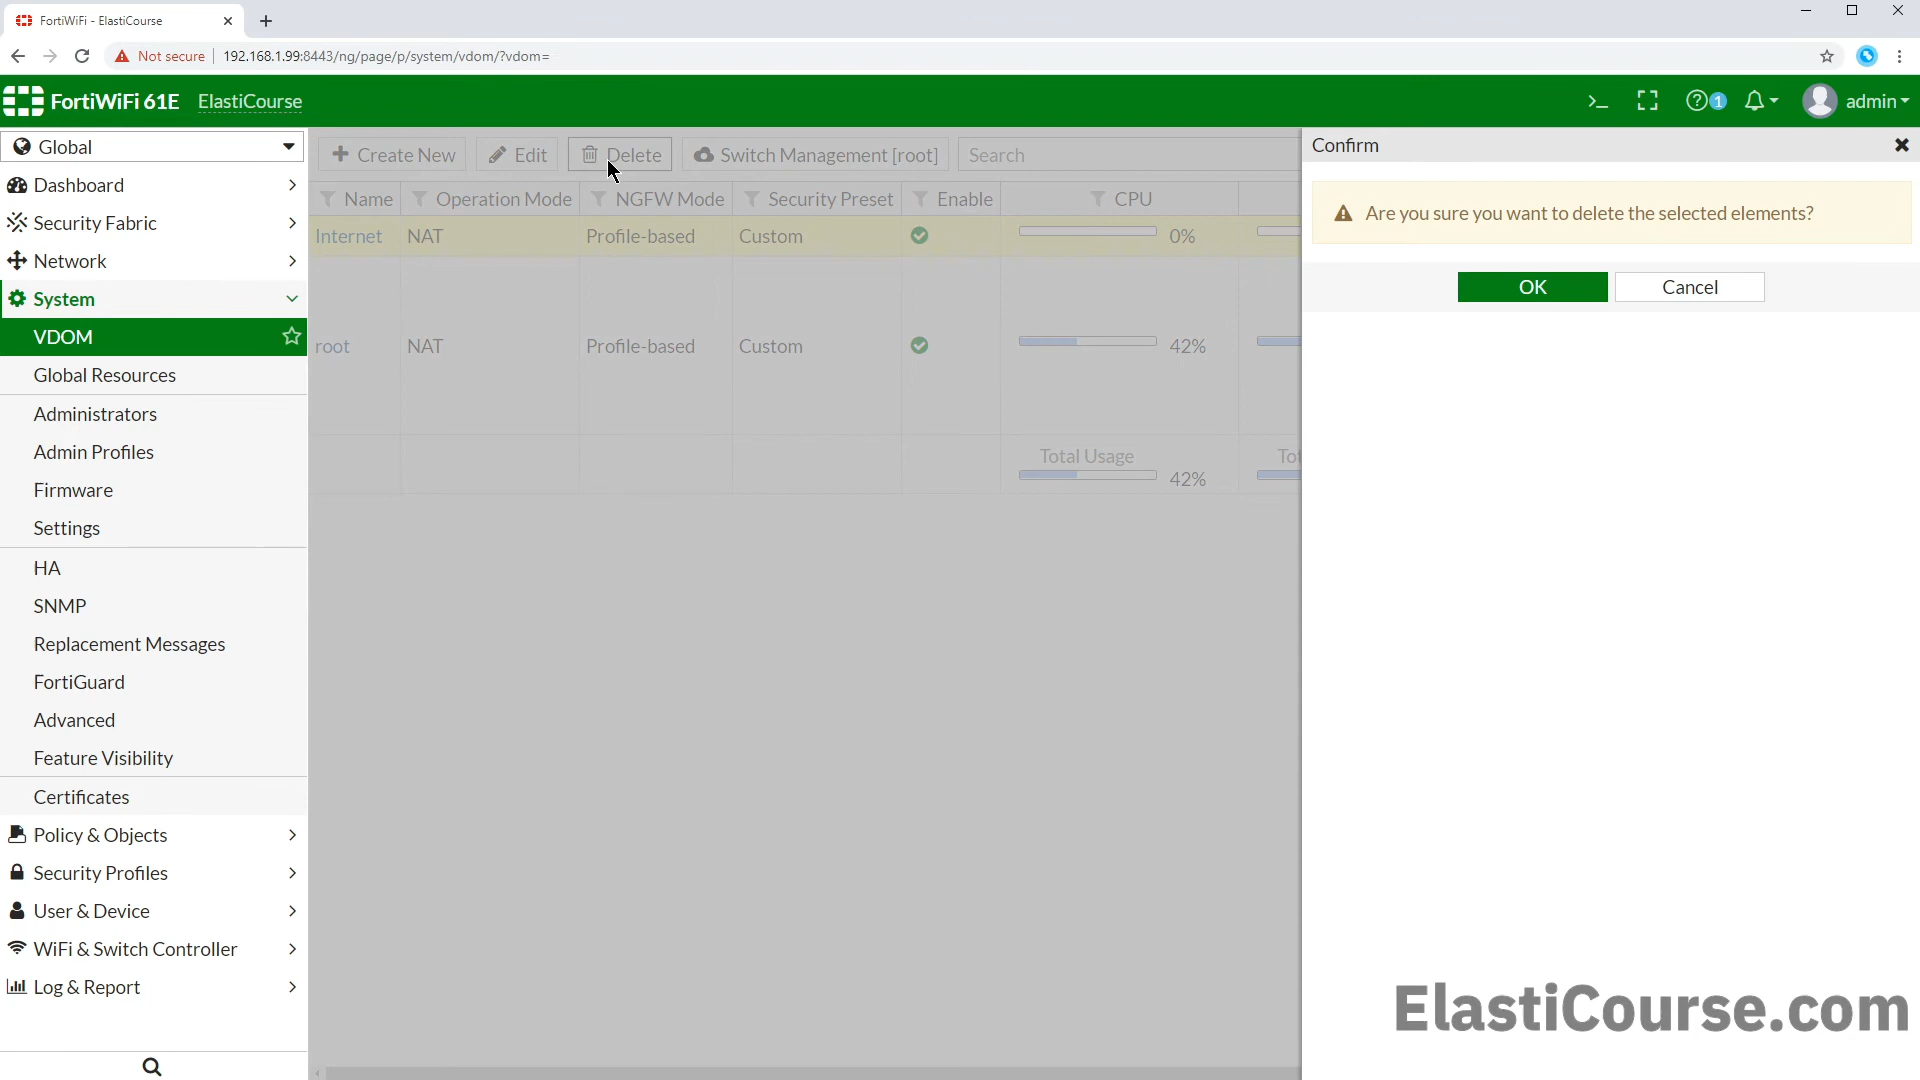 FortiWiFi - ElastiCourse
Not secure
192.168.1.99:8443/ng/page/p/system/vdom/?vdom=
FortiWiFi 61E ElastiCourse
1
admin
Global
Dashboard
Security Fabric
Network
System
VDOM
Global Resources
Administrators
Admin Profiles
Firmware
Settings
HA
SNMP
Replacement Messages
FortiGuard
Advanced
Feature Visibility
Certificates
Policy & Objects
Security Profiles
User & Device
WiFi & Switch Controller
Log & Report
Create New Edit Delete Switch Management [root] Search
Name Operation Mode NGFW Mode Security Preset Enable CPU
Internet NAT Profile-based Custom 0%
root NAT Profile-based Custom 42%
Total Usage Tot
42%
Confirm
Are you sure you want to delete the selected elements?
OK Cancel
ElastiCourse.com